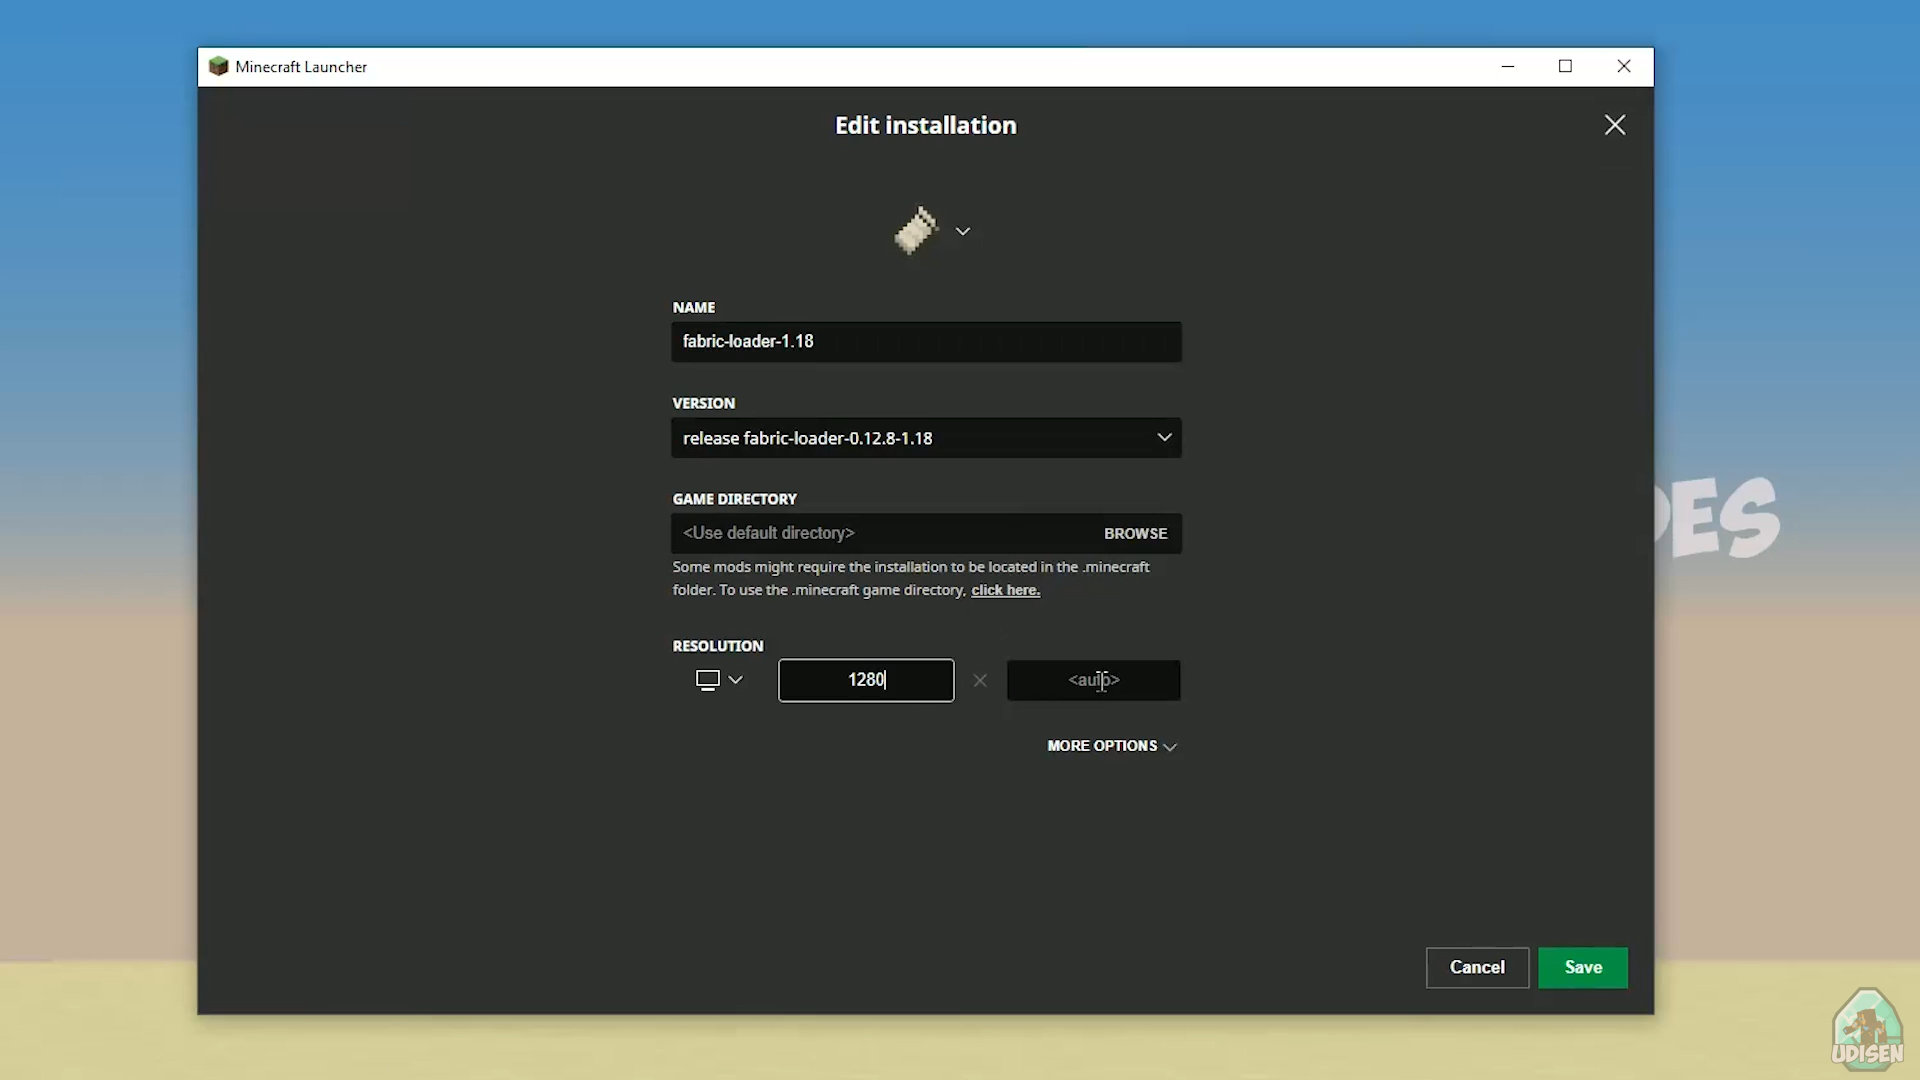 Minecraft Launcher
Edit installation
NAME
fabric-loader-1.18
VERSION
release fabric-loader-0.12.8-1.18
GAME DIRECTORY
<Use default directory>
BROWSE
Some mods might require the installation to be located in the .minecraft
folder. To use the .minecraft game directory, click here.
RESOLUTION
1280
<auto>
MORE OPTIONS
Cancel
Save
DES
UDISEN